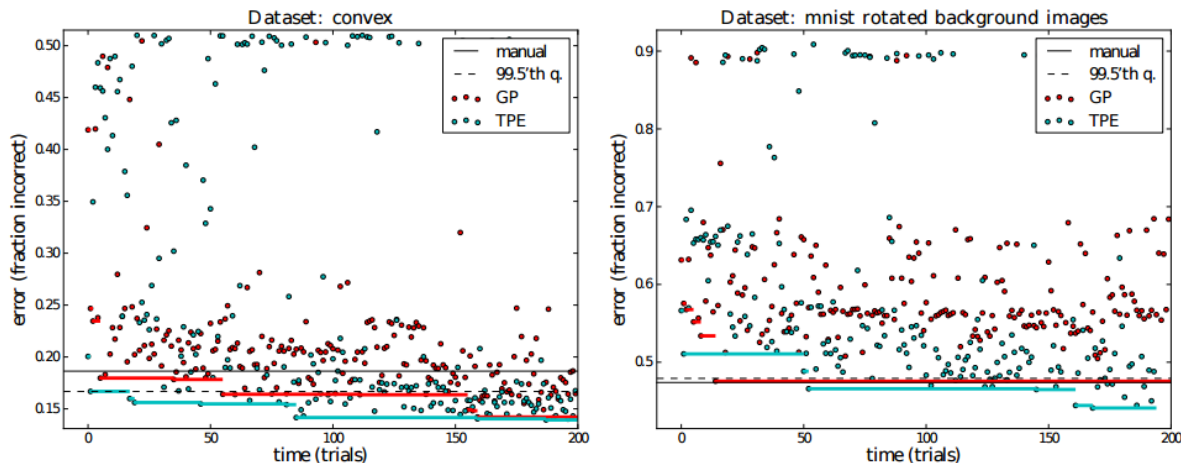 Dataset: convex
0.50
0.45
0.40
0.35
0.30
0.25
0.20
0.15
error (fraction incorrect)
manual
99.5'th q.
GP
TPE
0
50
100
150
200
time (trials)
Dataset: mnist rotated background images
0.9
0.8
0.7
0.6
0.5
error (fraction incorrect)
manual
99.5'th q.
GP
TPE
0
50
100
150
200
time (trials)